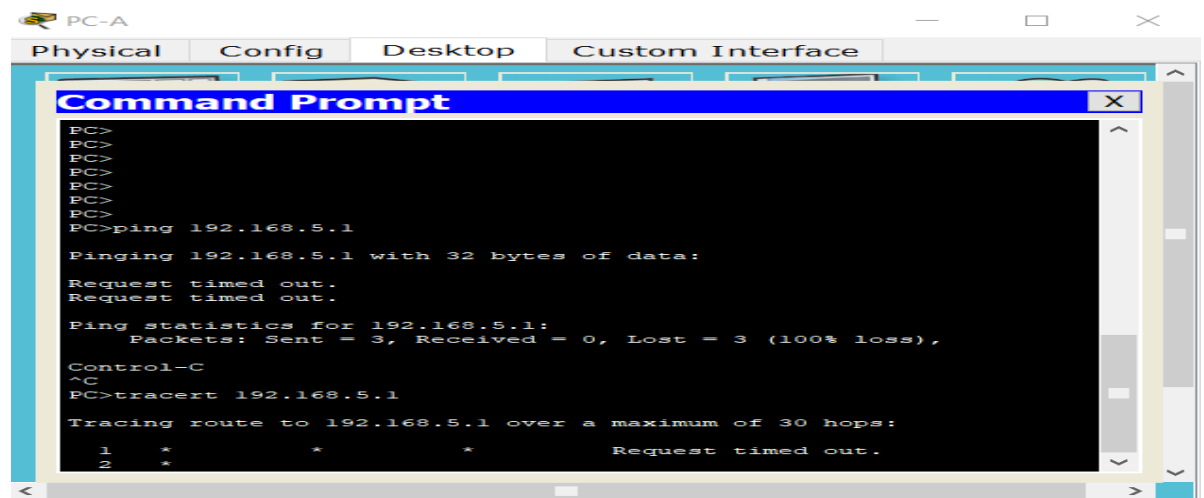 PC-A
Physical Config Desktop Custom Interface
Command Prompt
X
PC>
PC>
PC>
PC>
PC>
PC>
PC>
PC>ping 192.168.5.1
Pinging 192.168.5.1 with 32 bytes of data:
Request timed out.
Request timed out.
Ping statistics for 192.168.5.1:
Packets: Sent = 3, Received = 0, Lost = 3 (100% loss),
Control-C
^C
PC>tracert 192.168.5.1
Tracing route to 192.168.5.1 over a maximum of 30 hops:
1 * * * Request timed out.
2 *